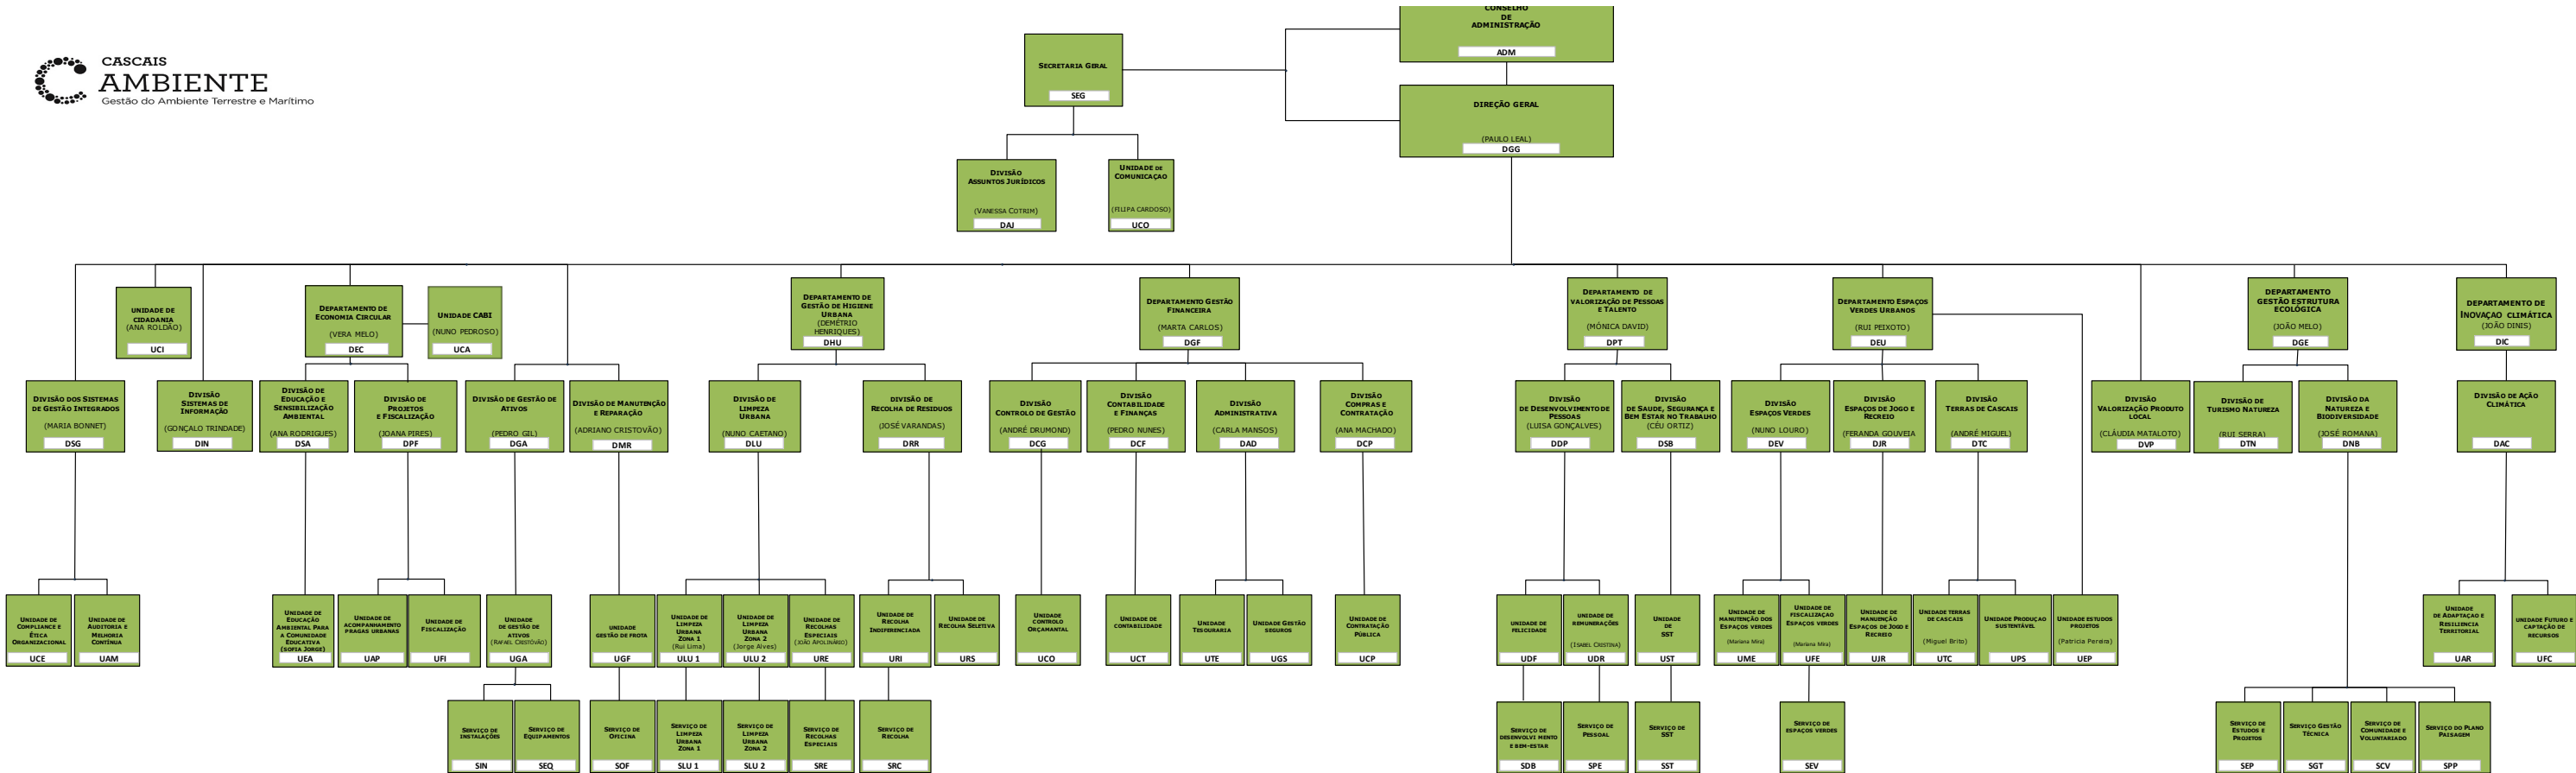 CONSELHO
DE
ADMINISTRAÇÃO
ADM
CASCAIS
AMBIENTE
Gestão do Ambiente Terrestre e Marítimo
SECRETARIA GERAL
SEG
DIREÇÃO GERAL
(PAULO LEAL)
DGG
DIVISÃO
ASSUNTOS JURÍDICOS
(VANESSA COTRIM)
DAJ
UNIDADE DE
COMUNICAÇAO
(FILIPA CARDOSO)
UCO
UNIDADE DE
CIDADANIA
(ANA ROLDÃO)
UCI
DEPARTAMENTO DE
ECONOMIA CIRCULAR
(VERA MELO)
DEC
UNIDADE CABI
(NUNO PEDROSO)
UCA
DEPARTAMENTO DE
GESTÃO DE HIGIENE
URBANA
(DEMÉTRIO
HENRIQUES)
DHU
DEPARTAMENTO GESTÃO
FINANCEIRA
(MARTA CARLOS)
DGF
DEPARTAMENTO DE
VALORIZAÇÃO DE PESSOAS
E TALENTO
(MÓNICA DAVID)
DPT
DEPARTAMENTO ESPAÇOS
VERDES URBANOS
(RUI PEIXOTO)
DEU
DEPARTAMENTO
GESTÃO ESTRUTURA
ECOLÓGICA
(JOÃO MELO)
DGE
DEPARTAMENTO DE
INOVAÇAO CLIMÁTICA
(JOÃO DINIS)
DIC
DIVISÃO DOS SISTEMAS
DE GESTÃO INTEGRADOS
(MARIA BONNET)
DSG
DIVISÃO
SISTEMAS DE
INFORMAÇÃO
(GONÇALO TRINDADE)
DIN
DIVISÃO DE
EDUCAÇÃO E
SENSIBILIZAÇÃO
AMBIENTAL
(ANA RODRIGUES)
DSA
DIVISÃO DE
PROJETOS
E FISCALIZAÇÃO
(JOANA PIRES)
DPF
DIVISÃO DE GESTÃO DE
ATIVOS
(PEDRO GIL)
DGA
DIVISÃO DE MANUTENÇÃO
E REPARAÇÃO
(ADRIANO CRISTOVÃO)
DMR
DIVISÃO DE
LIMPEZA
URBANA
(NUNO CAETANO)
DLU
DIVISÃO DE
RECOLHA DE RESIDUOS
(JOSÉ VARANDAS)
DRR
DIVISÃO
CONTROLO DE GESTÃO
(ANDRÉ DRUMOND)
DCG
DIVISÃO
CONTABILIDADE
E FINANÇAS
(PEDRO NUNES)
DCF
DIVISÃO
ADMINISTRATIVA
(CARLA MANSOS)
DAD
DIVISÃO
COMPRAS E
CONTRATAÇÃO
(ANA MACHADO)
DCP
DIVISÃO
DE DESENVOLVIMENTO DE
PESSOAS
(LUISA GONÇALVES)
DDP
DIVISÃO
DE SAUDE, SEGURANÇA E
BEM ESTAR NO TRABALHO
(CÉU ORTIZ)
DSB
DIVISÃO
ESPAÇOS VERDES
(NUNO LOURO)
DEV
DIVISÃO
ESPAÇOS DE JOGO E
RECREIO
(FERANDA GOUVEIA
DJR
DIVISÃO
TERRAS DE CASCAIS
(ANDRÉ MIGUEL)
DTC
DIVISÃO
VALORIZAÇÃO PRODUTO
LOCAL
(CLÁUDIA MATALOTO)
DVP
DIVISÃO DE
TURISMO NATUREZA
(RUI SERRA)
DTN
DIVISÃO DA
NATUREZA E
BIODIVERSIDADE
(JOSÉ ROMANA)
DNB
DIVISÃO DE AÇÃO
CLIMÁTICA
DAC
UNIDADE DE
COMPLIANCE E
ÉTICA
ORGANIZACIONAL
UCE
UNIDADE DE
AUDITORIA E
MELHORIA
CONTÍNUA
UAM
UNIDADE DE
EDUCAÇÃO
AMBIENTAL PARA
A COMUNIDADE
EDUCATIVA
(SOFIA JORGE)
UEA
UNIDADE DE
ACOMPANHAMENTO
PRAGAS URBANAS
UAP
UNIDADE DE
FISCALIZAÇÃO
UFI
UNIDADE
DE GESTÃO DE
ATIVOS
(RAFAEL CRISTÓVÃO)
UGA
UNIDADE
GESTÃO DE FROTA
UGF
UNIDADE DE
LIMPEZA
URBANA
ZONA 1
(Rui Lima)
ULU 1
UNIDADE DE
LIMPEZA
URBANA
ZONA 2
(Jorge Alves)
ULU 2
UNIDADE DE
RECOLHAS
ESPECIAIS
(JOÃO APOLINÁRIO)
URE
UNIDADE DE
RECOLHA
INDIFERENCIADA
URI
UNIDADE DE
RECOLHA SELETIVA
URS
UNIDADE
CONTROLO
ORÇAMANTAL
UCO
UNIDADE
DE
CONTABILIDADE
UCT
UNIDADE
TESOURARIA
UTE
UNIDADE GESTÃO
SEGUROS
UGS
UNIDADE DE
CONTRATAÇÃO
PÚBLICA
UCP
UNIDADE DE
FELICIDADE
UDF
UNIDADE DE
REMUNERAÇÕES
(ISABEL CRISTINA)
UDR
UNIDADE
DE
SST
UST
UNIDADE DE
MANUTENÇÃO DOS
ESPAÇOS VERDES
(Mariana Mira)
UME
UNIDADE DE
FISCALIZAÇAO
ESPAÇOS VERDES
(Mariana Mira)
UFE
UNIDADE DE
MANUENÇÃO
ESPAÇOS DE JOGO E
RECREIO
UJR
UNIDADE TERRAS
DE CASCAIS
(Miguel Brito)
UTC
UNIDADE PRODUÇAO
SUSTENTÁVEL
UPS
UNIDADE ESTUDOS
PROJETOS
(Patricia Pereira)
UEP
UNIDADE
DE ADAPTAÇAO E
RESILIENCIA
TERRITORIAL
UAR
UNIDADE FUTURO E
CAPTAÇÃO DE
RECURSOS
UFC
SERVIÇO DE
INSTALAÇÕES
SIN
SERVIÇO DE
EQUIPAMENTOS
SEQ
SERVIÇO DE
OFICINA
SOF
SERVIÇO DE
LIMPEZA
URBANA
ZONA 1
SLU 1
SERVIÇO DE
LIMPEZA
URBANA
ZONA 2
SLU 2
SERVIÇO DE
RECOLHAS
ESPECIAIS
SRE
SERVIÇO DE
RECOLHA
SRC
SERVIÇO DE
DESENVOLVI MENTO
E BEM-ESTAR
SDB
SERVIÇO DE
PESSOAL
SPE
SERVIÇO DE
SST
SST
SERVIÇO DE
ESPAÇOS VERDES
SEV
SERVIÇO DE
ESTUDOS E
PROJETOS
SEP
SERVIÇO GESTÃO
TÉCNICA
SGT
SERVIÇO DE
COMUNIDADE E
VOLUNTARIADO
SCV
SERVIÇO DO PLANO
PAISAGEM
SPP